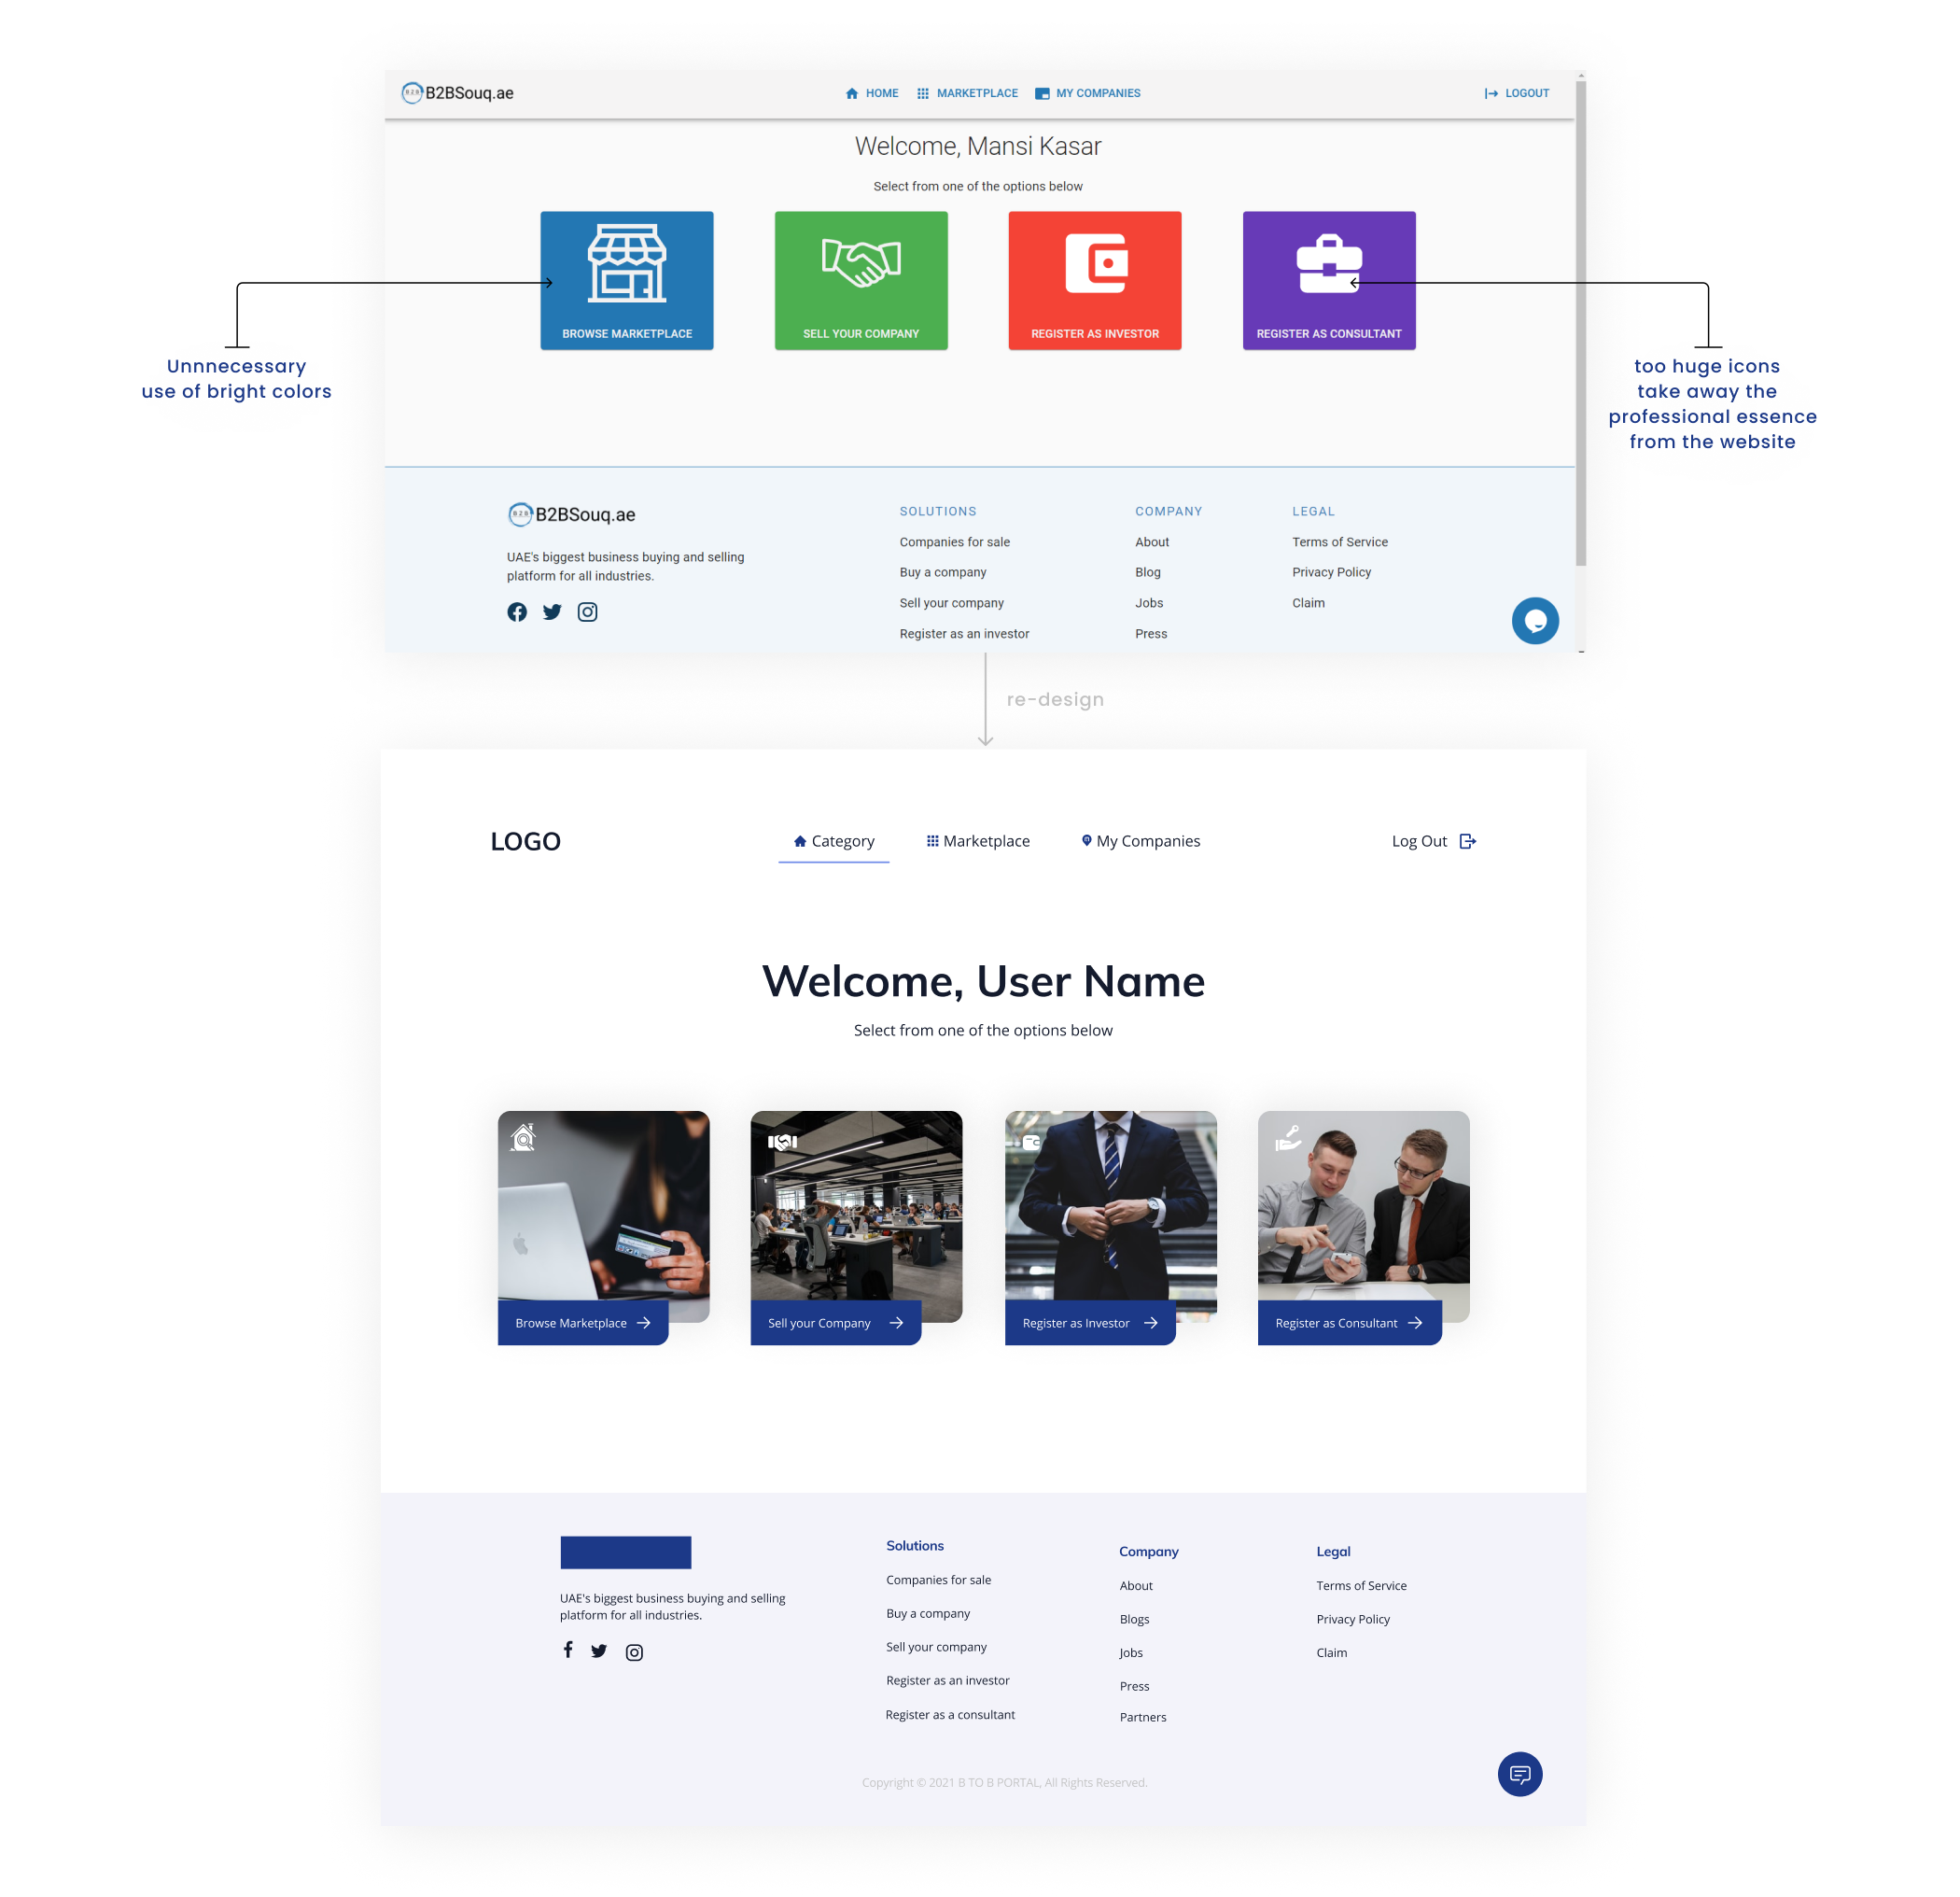 B2BSouq.ae
HOME MARKETPLACE MY COMPANIES
LOGOUT
Welcome, Mansi Kasar
Select from one of the options below
BROWSE MARKETPLACE
SELL YOUR COMPANY
REGISTER AS INVESTOR
REGISTER AS CONSULTANT
Unnnecessary
use of bright colors
too huge icons
take away the
professional essence
from the website
B2B B2BSouq.ae
UAE's biggest business buying and selling
platform for all industries.
SOLUTIONS
Companies for sale
Buy a company
Sell your company
Register as an investor
COMPANY
About
Blog
Jobs
Press
LEGAL
Terms of Service
Privacy Policy
Claim
re-design
LOGO
Category Marketplace My Companies
Log Out
Welcome, User Name
Select from one of the options below
Browse Marketplace
Sell your Company
Register as Investor
Register as Consultant
UAE's biggest business buying and selling
platform for all industries.
Solutions
Companies for sale
Buy a company
Sell your company
Register as an investor
Register as a consultant
Company
About
Blogs
Jobs
Press
Partners
Legal
Terms of Service
Privacy Policy
Claim
Copyright © 2021 B TO B PORTAL, All Rights Reserved.